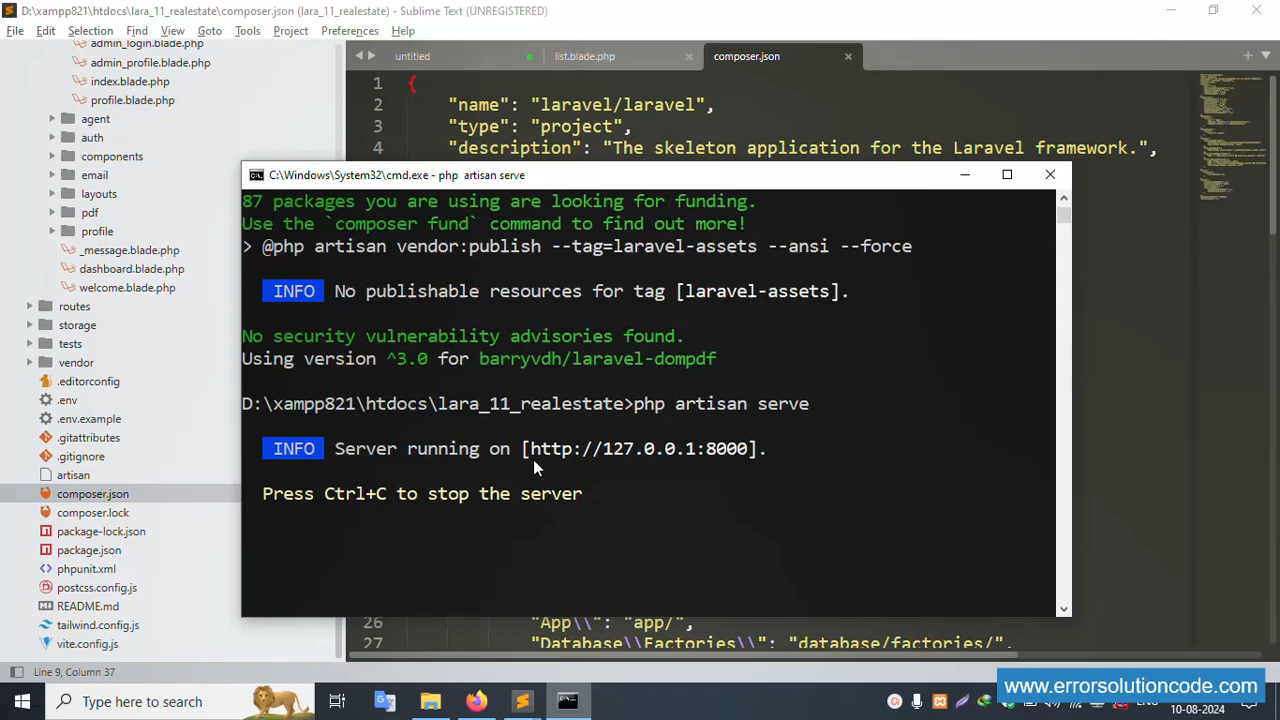 D:\xampp821\htdocs\lara_11_realestate\composer.json (lara_11_realestate) - Sublime Text (UNREGISTERED)
File Edit Selection Find View Goto Tools Project Preferences Help
admin_login.blade.php
admin_profile.blade.php
index.blade.php
profile.blade.php
agent
auth
components
email
layouts
pdf
profile
_message.blade.php
dashboard.blade.php
welcome.blade.php
routes
storage
tests
vendor
.editorconfig
.env
.env.example
.gitattributes
.gitignore
artisan
composer.json
composer.lock
package-lock.json
package.json
phpunit.xml
postcss.config.js
README.md
tailwind.config.js
vite.config.js
untitled list.blade.php composer.json
1 {
2 "name": "laravel/laravel",
3 "type": "project",
4 "description": "The skeleton application for the Laravel framework.",
C:\Windows\System32\cmd.exe - php artisan serve
87 packages you are using are looking for funding.
Use the `composer fund` command to find out more!
> @php artisan vendor:publish --tag=laravel-assets --ansi --force
INFO No publishable resources for tag [laravel-assets].
No security vulnerability advisories found.
Using version ^3.0 for barryvdh/laravel-dompdf
D:\xampp821\htdocs\lara_11_realestate>php artisan serve
INFO Server running on [http://127.0.0.1:8000].
Press Ctrl+C to stop the server
26 "App\\": "app/",
27 "Database\\Factories\\": "database/factories/",
Line 9, Column 37
Type here to search
www.errorsolutioncode.com
10-08-2024